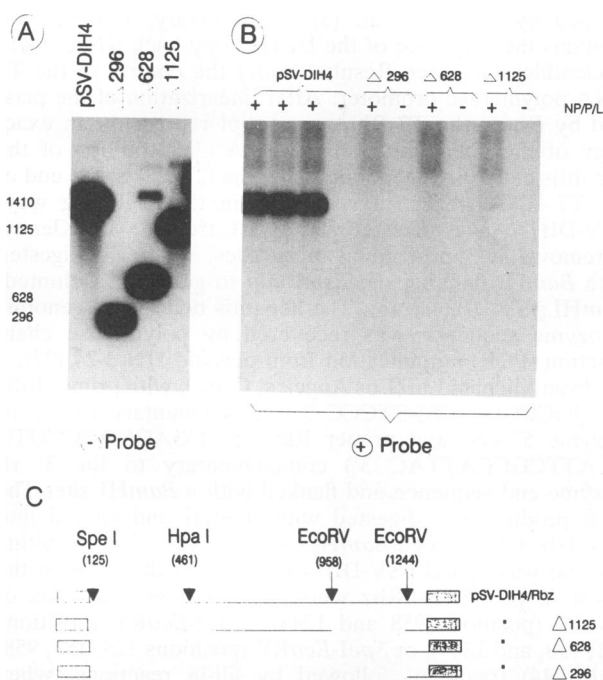 A
B
pSV-DIH4
296
628
1125
pSV-DIH4
△ 296
△ 628
△ 1125
+ - + + - + - + -
NP/P/L
1410
1125
628
296
- Probe
+ Probe
C
Spe I
Hpa I
EcoRV
EcoRV
(125)
(461)
(958)
(1244)
pSV-DIH4/Rbz
" △ 1125
" △ 628
" △ 296